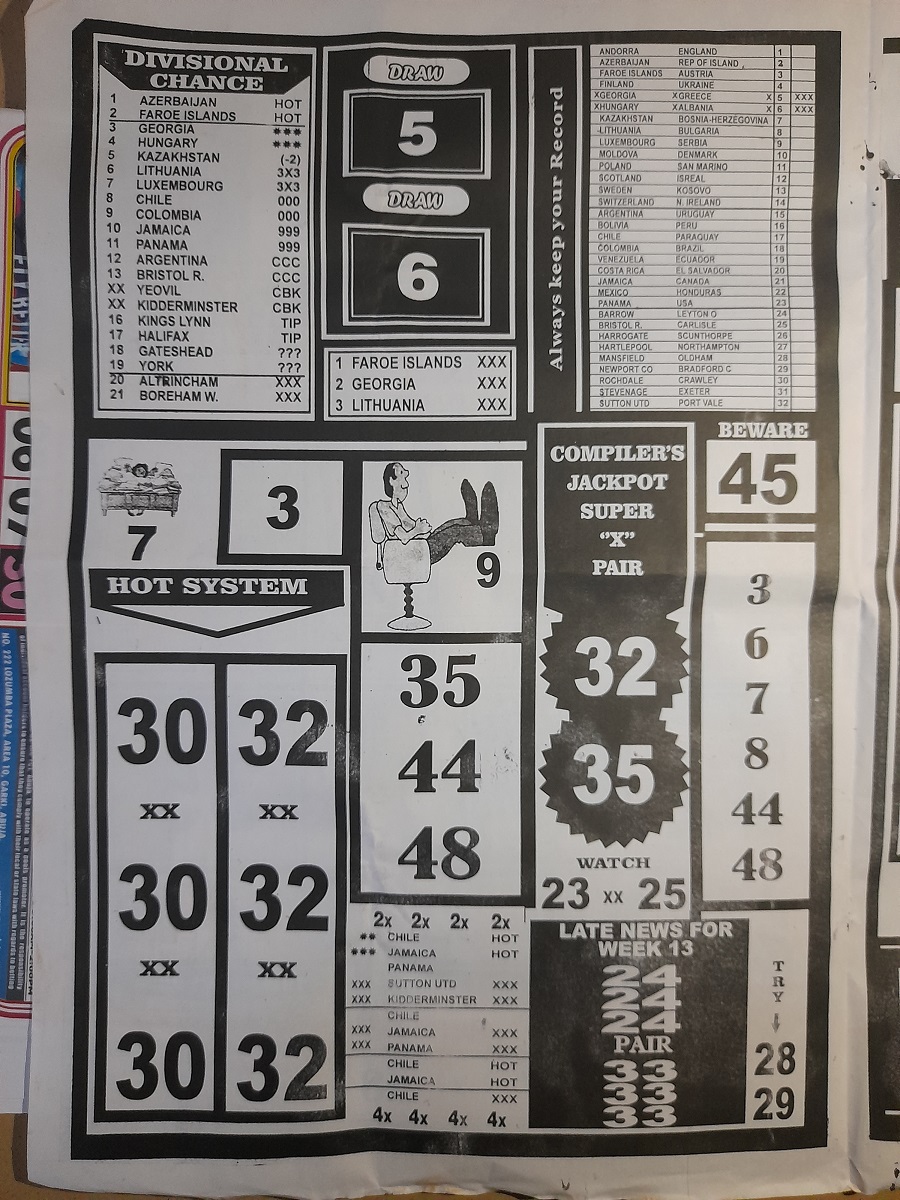 DIVISIONAL
CHANCE
1 AZERBAIJAN HOT
2 FAROE ISLANDS HOT
3 GEORGIA ***
4 HUNGARY ***
5 KAZAKHSTAN (-2)
6 LITHUANIA 3X3
7 LUXEMBOURG 3X3
8 CHILE 000
9 COLOMBIA 000
10 JAMAICA 999
11 PANAMA 999
12 ARGENTINA CCC
13 BRISTOL R. CCC
XX YEOVIL CBK
XX KIDDERMINSTER CBK
16 KINGS LYNN TIP
17 HALIFAX TIP
18 GATESHEAD ???
19 YORK ???
20 ALTRINCHAM XXX
21 BOREHAM W. XXX
DRAW
5
DRAW
6
1 FAROE ISLANDS XXX
2 GEORGIA XXX
3 LITHUANIA XXX
Always keep your Record
ANDORRA ENGLAND 1
AZERBAIJAN REP OF ISLAND 2
FAROE ISLANDS AUSTRIA 3
FINLAND UKRAINE 4
XGEORGIA XGREECE X 5 XXX
XHUNGARY XALBANIA X 6 XXX
KAZAKHSTAN BOSNIA-HERZEGOVINA 7
LITHUANIA BULGARIA 8
LUXEMBOURG SERBIA 9
MOLDOVA DENMARK 10
POLAND SAN MARINO 11
SCOTLAND ISREAL 12
SWEDEN KOSOVO 13
SWITZERLAND N. IRELAND 14
ARGENTINA URUGUAY 15
BOLIVIA PERU 16
CHILE PARAGUAY 17
COLOMBIA BRAZIL 18
VENEZUELA ECUADOR 19
COSTA RICA EL SALVADOR 20
JAMAICA CANADA 21
MEXICO HONDURAS 22
PANAMA USA 23
BARROW LEYTON O 24
BRISTOL R. CARLISLE 25
HARROGATE SCUNTHORPE 26
HARTLEPOOL NORTHAMPTON 27
MANSFIELD OLDHAM 28
NEWPORT CO BRADFORD C 29
ROCHDALE CRAWLEY 30
STEVENAGE EXETER 31
SUTTON UTD PORT VALE 32
7
3
9
HOT SYSTEM
30 32
XX XX
30 32
XX XX
30 32
35
44
48
2x 2x 2x 2x
** CHILE HOT
*** JAMAICA HOT
PANAMA
XXX SUTTON UTD XXX
XXX KIDDERMINSTER XXX
CHILE
XXX JAMAICA XXX
XXX PANAMA XXX
CHILE HOT
JAMAICA HOT
CHILE XXX
4x 4x 4x 4x
COMPILER'S
JACKPOT
SUPER
"X"
PAIR
32
35
WATCH
23 XX 25
BEWARE
45
3
6
7
8
44
48
LATE NEWS FOR
WEEK 13
24
24
24
PAIR
33
33
33
TRY
28
29
NO. 222 LOZUMBA PLAZA, AREA 10, GARKI, ABUJA